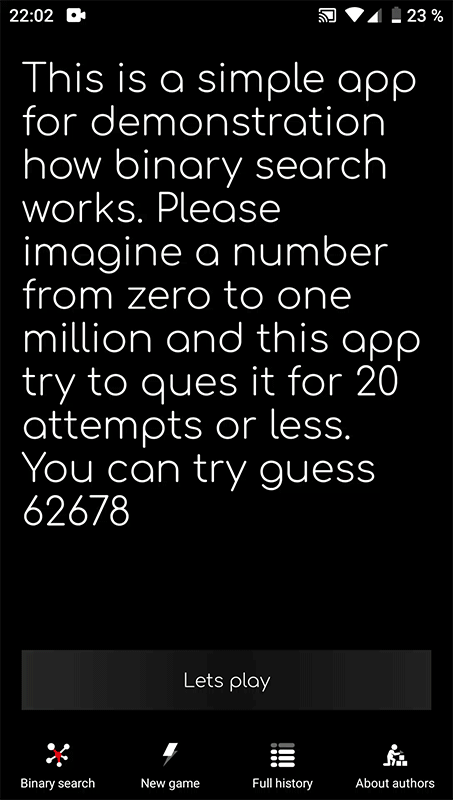 22:02 23 %
This is a simple app
for demonstration
how binary search
works. Please
imagine a number
from zero to one
million and this app
try to ques it for 20
attempts or less.
You can try guess
62678
Lets play
Binary search New game Full history About authors